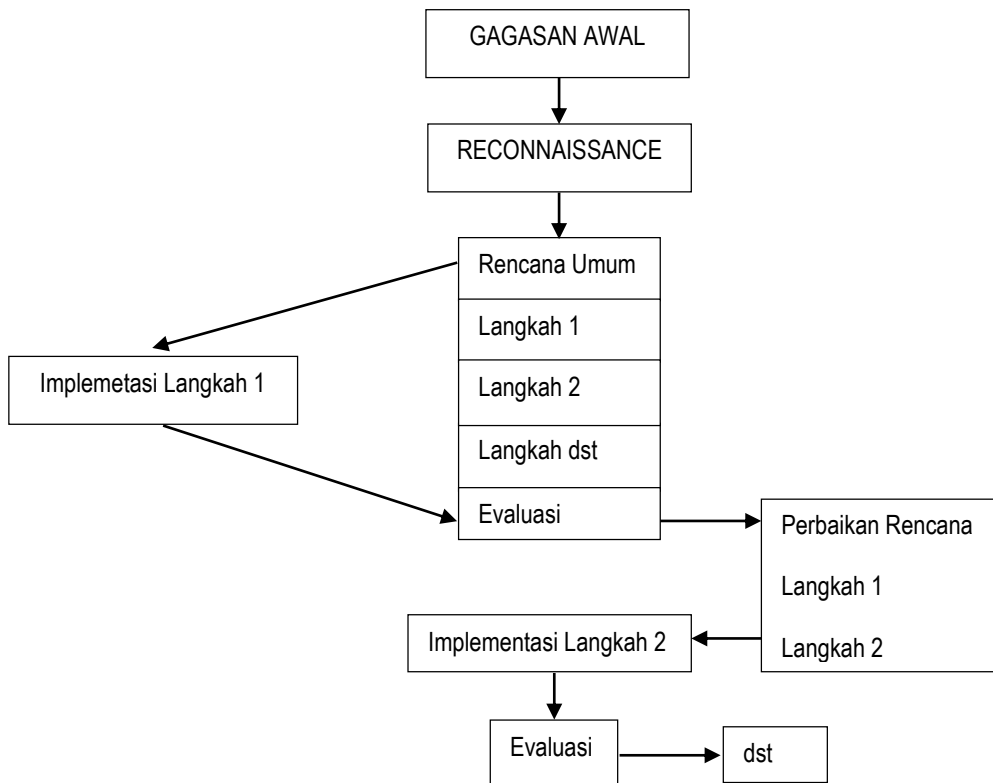 GAGASAN AWAL
RECONNAISSANCE
Rencana Umum
Langkah 1
Implemetasi Langkah 1
Langkah 2
Langkah dst
Evaluasi
Perbaikan Rencana
Langkah 1
Langkah 2
Implementasi Langkah 2
Evaluasi
dst